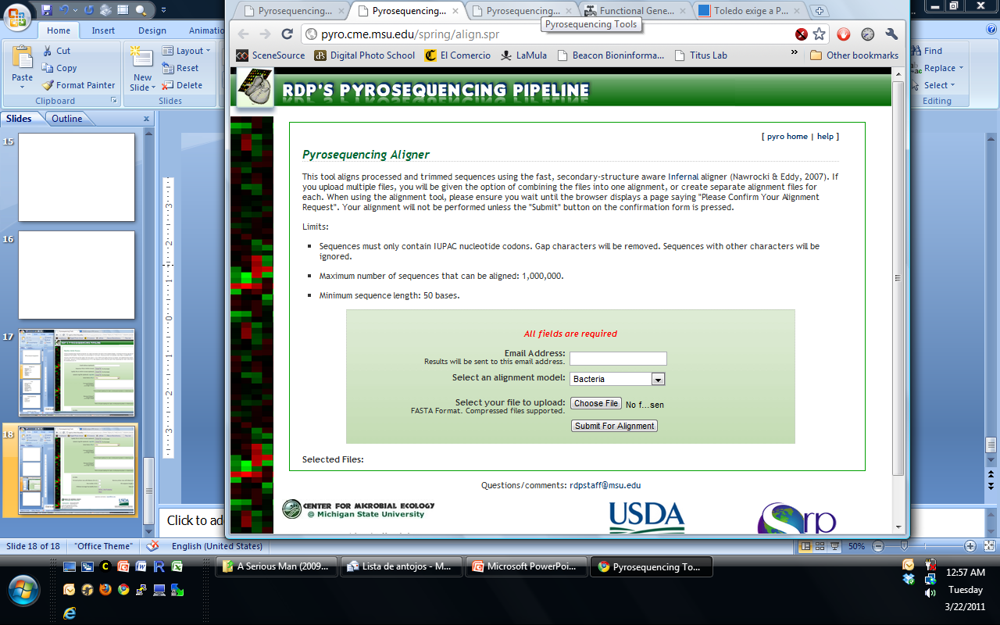 Pyrosequencing...
Pyrosequencing...
Pyrosequencing...
Functional Gene...
Toledo exige a P...
Pyrosequencing Tools
Home
Insert
Design
Animatio
Paste
Cut
Copy
Format Painter
Clipboard
New Slide
Layout
Reset
Delete
Slides
Find
Replace
Select
Editing
pyro.cme.msu.edu/spring/align.spr
SceneSource
Digital Photo School
El Comercio
LaMula
Beacon Bioninforma...
Titus Lab
»
Other bookmarks
Slides
Outline
15
16
17
18
RDP'S PYROSEQUENCING PIPELINE
[ pyro home | help ]
Pyrosequencing Aligner
This tool aligns processed and trimmed sequences using the fast, secondary-structure aware Infernal aligner (Nawrocki & Eddy, 2007). If
you upload multiple files, you will be given the option of combining the files into one alignment, or create separate alignment files for
each. When using the alignment tool, please ensure you wait until the browser displays a page saying "Please Confirm Your Alignment
Request". Your alignment will not be performed unless the "Submit" button on the confirmation form is pressed.
Limits:
Sequences must only contain IUPAC nucleotide codons. Gap characters will be removed. Sequences with other characters will be
ignored.
Maximum number of sequences that can be aligned: 1,000,000.
Minimum sequence length: 50 bases.
All fields are required
Email Address:
Results will be sent to this email address.
Select an alignment model:
Bacteria
Select your file to upload:
FASTA Format. Compressed files supported.
Choose File
No f...sen
Submit For Alignment
Selected Files:
Questions/comments: rdpstaff@msu.edu
CENTER FOR MICROBIAL ECOLOGY
@ Michigan State University
USDA
Srp
Click to ad
Slide 18 of 18
"Office Theme"
English (United States)
50%
A Serious Man (2009...
Lista de antojos - M...
Microsoft PowerPoi...
Pyrosequencing To...
12:57 AM
Tuesday
3/22/2011